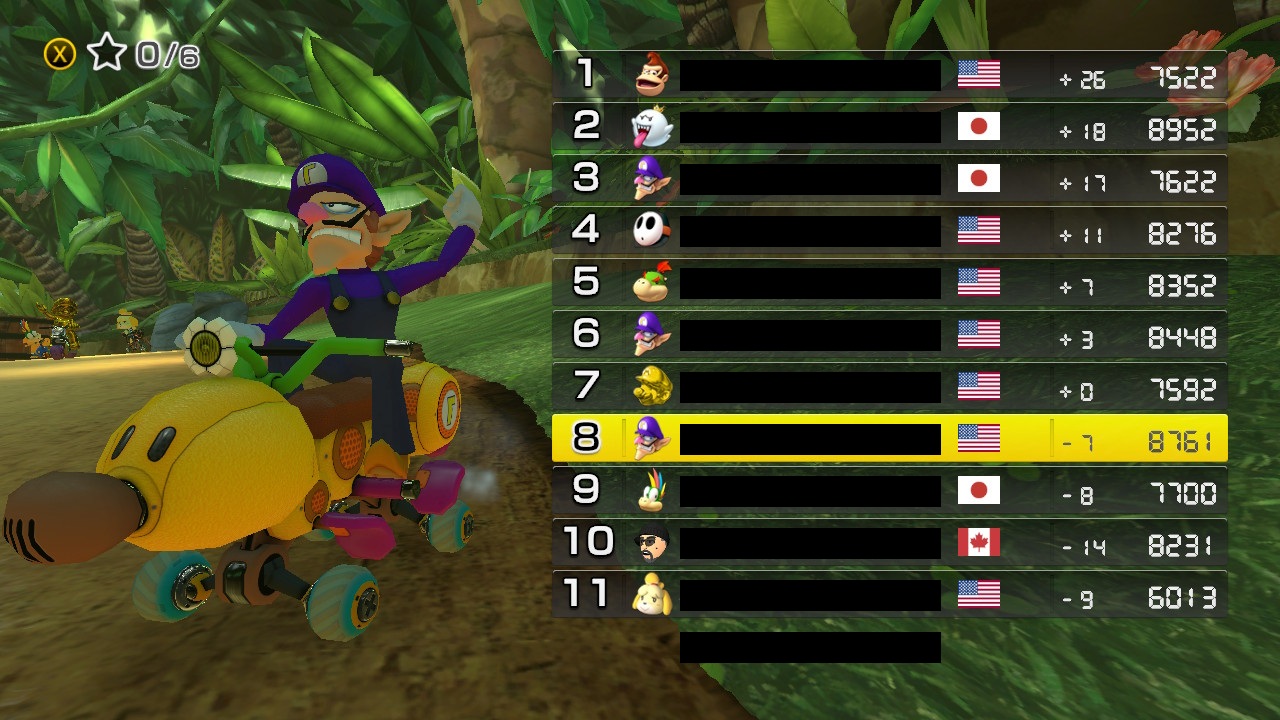 X 0/6
1 + 26 7522
2 + 18 8952
3 + 17 7622
4 + 11 8276
5 + 7 8352
6 + 3 8448
7 + 0 7592
8 - 7 8761
9 - 8 7700
10 - 14 8231
11 - 9 6013